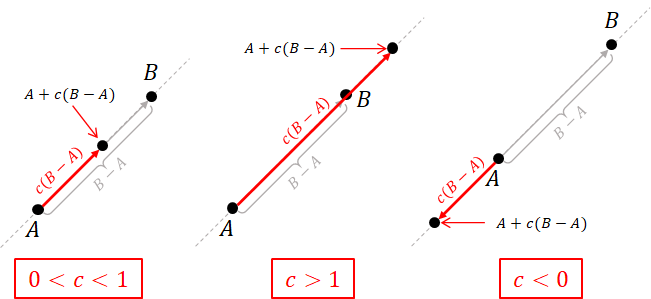 B
A + c(B − A)
c(B − A)
B − A
A
0 < c < 1
A + c(B − A)
B
c(B − A)
B − A
A
c > 1
B
B − A
A
c(B − A)
A + c(B − A)
c < 0